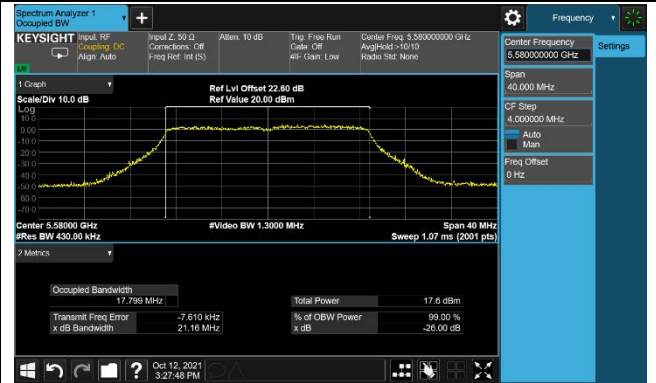 Spectrum Analyzer 1
Occupied BW
+
Frequency
KEYSIGHT
Input: RF
Coupling: DC
Align: Auto
Input Z: 50 Ω
Corrections: Off
Freq Ref: Int (S)
Atten: 10 dB
Trig: Free Run
Gate: Off
#IF Gain: Low
Center Freq: 5.580000000 GHz
Avg|Hold:>10/10
Radio Std: None
Center Frequency
5.580000000 GHz
Settings
Span
40.000 MHz
CF Step
4.000000 MHz
Auto
Man
Freq Offset
0 Hz
1 Graph
Scale/Div 10.0 dB
Ref Lvl Offset 22.60 dB
Ref Value 20.00 dBm
Log
10.0
0.00
-10.0
-20.0
-30.0
-40.0
-50.0
-60.0
-70.0
Center 5.58000 GHz
#Res BW 430.00 kHz
#Video BW 1.3000 MHz
Span 40 MHz
Sweep 1.07 ms (2001 pts)
2 Metrics
Occupied Bandwidth
17.799 MHz
Total Power
17.6 dBm
Transmit Freq Error
-7.610 kHz
% of OBW Power
99.00 %
x dB Bandwidth
21.16 MHz
x dB
-26.00 dB
?
Oct 12, 2021
3:27:48 PM